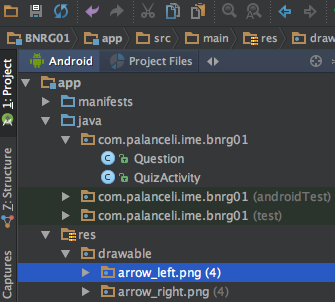 BNRG01 app src main res draw
Android Project Files
1: Project
app
manifests
java
com.palanceli.ime.bnrg01
C Question
C QuizActivity
com.palanceli.ime.bnrg01 (androidTest)
com.palanceli.ime.bnrg01 (test)
res
drawable
arrow_left.png (4)
arrow_right.png (4)
Z: Structure
Captures